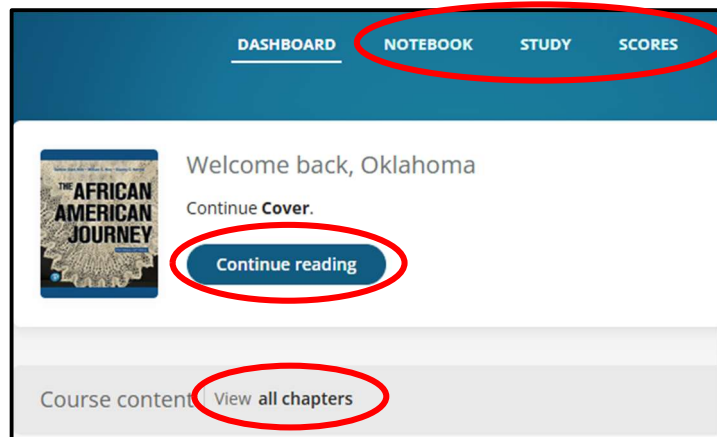 DASHBOARD NOTEBOOK STUDY SCORES
THE AFRICAN
AMERICAN
JOURNEY
Welcome back, Oklahoma
Continue Cover.
Continue reading
Course content View all chapters